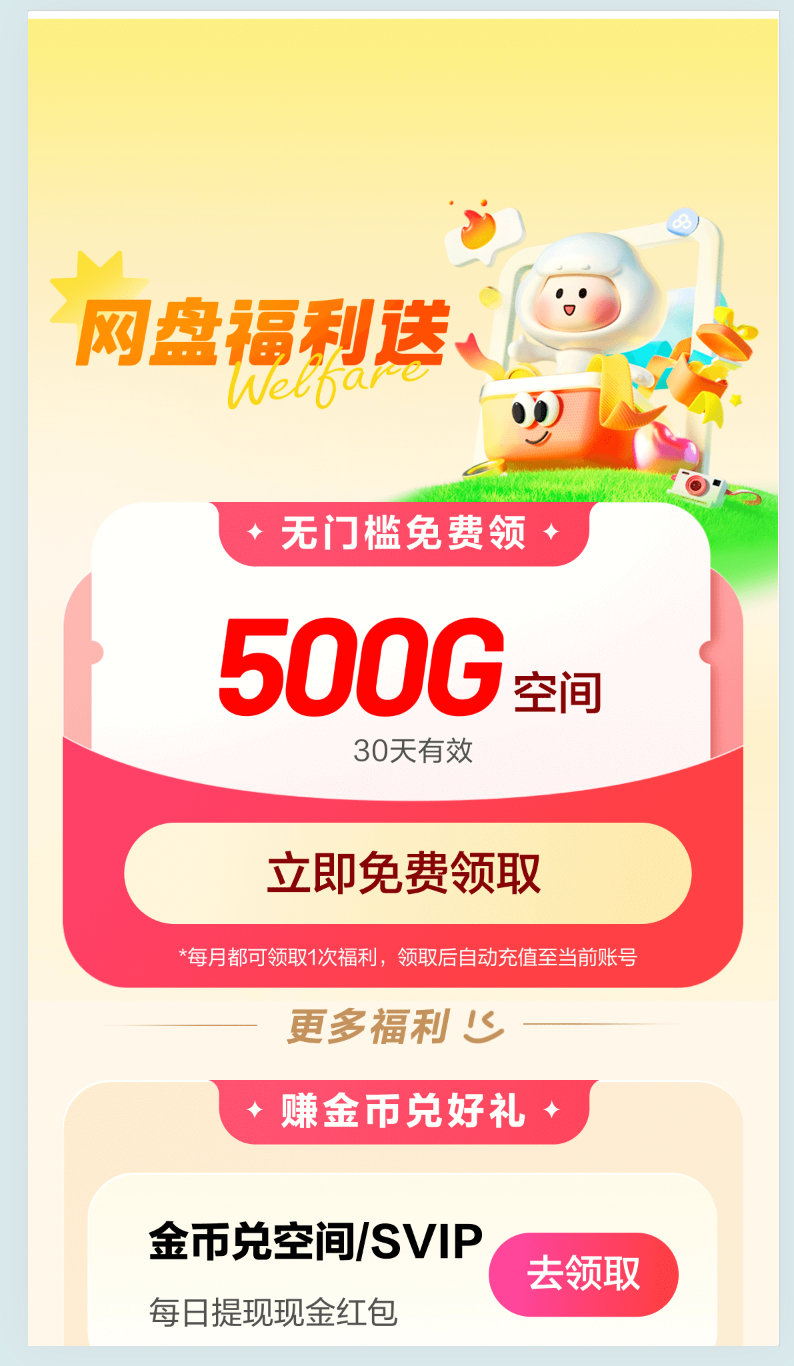 网盘福利送
Welfare
无门槛免费领
500G 空间
30天有效
立即免费领取
*每月都可领取1次福利，领取后自动充值至当前账号
更多福利
赚金币兑好礼
金币兑空间/SVIP
去领取
每日提现现金红包